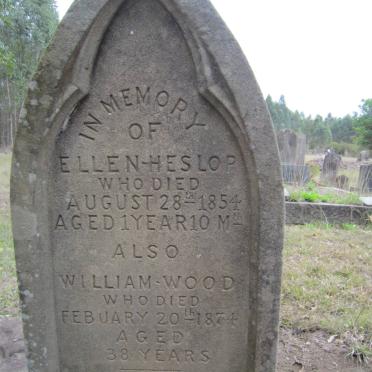 IN MEMORY
OF
ELLEN·HESLOP
WHO DIED
AUGUST 28TH 1854
AGED 1 YEAR 10 MTH
ALSO
WILLIAM·WOOD
WHO DIED
FEBUARY 20TH 1874
AGED
38 YEARS